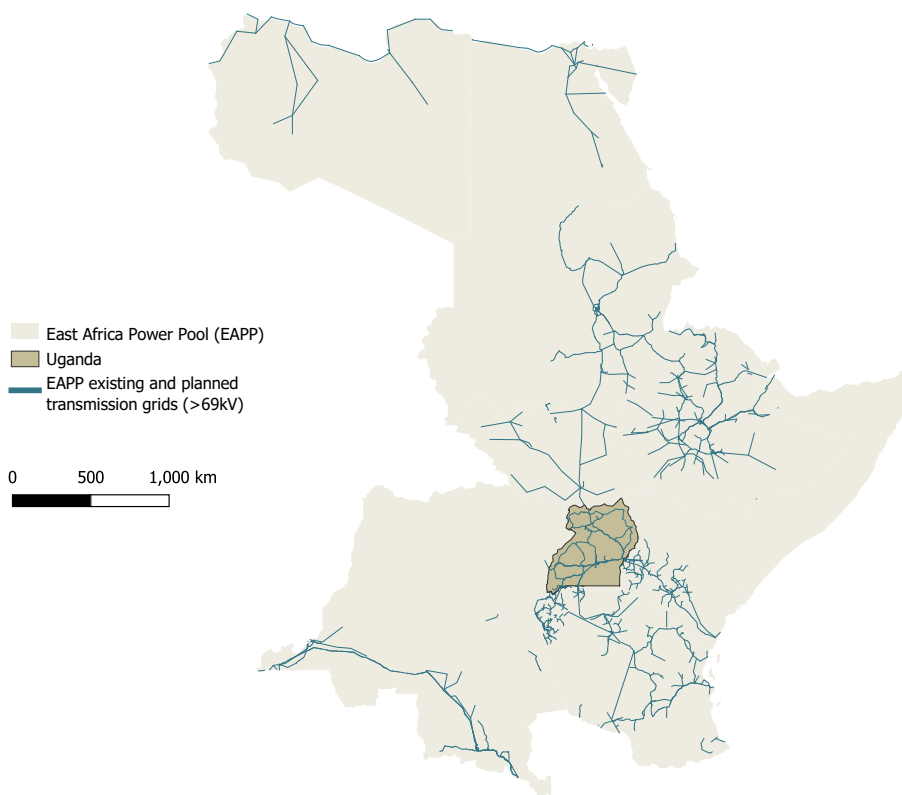 East Africa Power Pool (EAPP)
Uganda
EAPP existing and planned
transmission grids (>69kV)
0 500 1,000 km